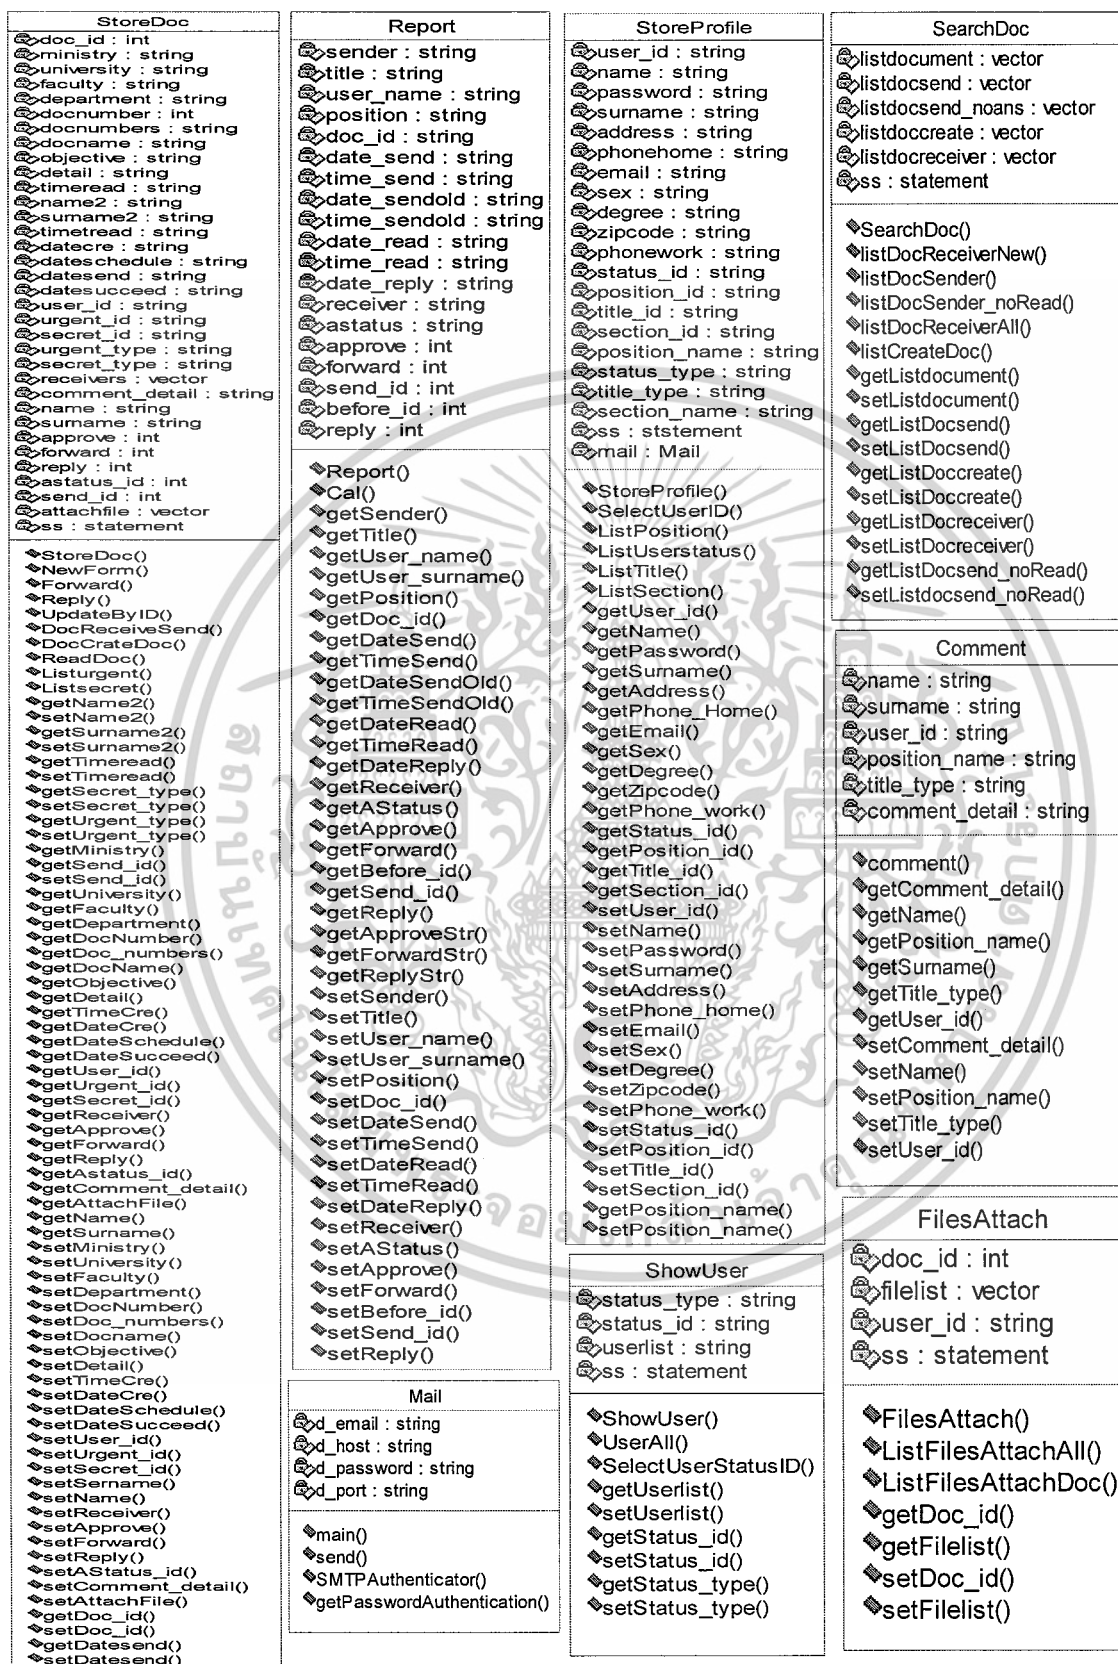 StoreDoc
doc_id : int
ministry : string
university : string
faculty : string
department : string
docnumber : int
docnumbers : string
docname : string
objective : string
detail : string
timeread : string
name2 : string
surname2 : string
timetread : string
datecre : string
dateschedule : string
datesend : string
datesucceed : string
user_id : string
urgent_id : string
secret_id : string
urgent_type : string
secret_type : string
receivers : vector
comment_detail : string
name : string
surname : string
approve : int
forward : int
reply : int
astatus_id : int
send_id : int
attachfile : vector
ss : statement
StoreDoc()
NewForm()
Forward()
Reply()
UpdateByID()
DocReceiveSend()
DocCrateDoc()
ReadDoc()
Listurgent()
Listsecret()
getName2()
setName2()
getSurname2()
setSurname2()
getTimeread()
setTimeread()
getSecret_type()
setSecret_type()
getUrgent_type()
setUrgent_type()
getMinistry()
getSend_id()
setSend_id()
getUniversity()
getFaculty()
getDepartment()
getDocNumber()
getDoc_numbers()
getDocName()
getObjective()
getDetail()
getTimeCre()
getDateCre()
getDateSchedule()
getDateSucceed()
getUser_id()
getUrgent_id()
getSecret_id()
getReceiver()
getApprove()
getForward()
getReply()
getAstatus_id()
getComment_detail()
getAttachFile()
getName()
getSurname()
setMinistry()
setUniversity()
setFaculty()
setDepartment()
setDocNumber()
setDoc_numbers()
setDocname()
setObjective()
setDetail()
setTimeCre()
setDateCre()
setDateSchedule()
setDateSucceed()
setUser_id()
setUrgent_id()
setSecret_id()
setSername()
setName()
setReceiver()
setApprove()
setForward()
setReply()
setAStatus_id()
setComment_detail()
setAttachFile()
getDoc_id()
setDoc_id()
getDatesend()
setDatesend()
Report
sender : string
title : string
user_name : string
position : string
doc_id : string
date_send : string
time_send : string
date_sendold : string
time_sendold : string
date_read : string
time_read : string
date_reply : string
receiver : string
astatus : string
approve : int
forward : int
send_id : int
before_id : int
reply : int
Report()
Cal()
getSender()
getTitle()
getUser_name()
getUser_surname()
getPosition()
getDoc_id()
getDateSend()
getTimeSend()
getDateSendOld()
getTimeSendOld()
getDateRead()
getTimeRead()
getDateReply()
getReceiver()
getAStatus()
getApprove()
getForward()
getBefore_id()
getSend_id()
getReply()
getApproveStr()
getForwardStr()
getReplyStr()
setSender()
setTitle()
setUser_name()
setUser_surname()
setPosition()
setDoc_id()
setDateSend()
setTimeSend()
setDateRead()
setTimeRead()
setDateReply()
setReceiver()
setAStatus()
setApprove()
setForward()
setBefore_id()
setSend_id()
setReply()
Mail
d_email : string
d_host : string
d_password : string
d_port : string
main()
send()
SMTPAuthenticator()
getPasswordAuthentication()
StoreProfile
user_id : string
name : string
password : string
surname : string
address : string
phonehome : string
email : string
sex : string
degree : string
zipcode : string
phonework : string
status_id : string
position_id : string
title_id : string
section_id : string
position_name : string
status_type : string
title_type : string
section_name : string
ss : ststement
mail : Mail
StoreProfile()
SelectUserID()
ListPosition()
ListUserstatus()
ListTitle()
ListSection()
getUser_id()
getName()
getPassword()
getSurname()
getAddress()
getPhone_Home()
getEmail()
getSex()
getDegree()
getZipcode()
getPhone_work()
getStatus_id()
getPosition_id()
getTitle_id()
getSection_id()
setUser_id()
setName()
setPassword()
setSurname()
setAddress()
setPhone_home()
setEmail()
setSex()
setDegree()
setZipcode()
setPhone_work()
setStatus_id()
setPosition_id()
setTitle_id()
setSection_id()
getPosition_name()
setPosition_name()
ShowUser
status_type : string
status_id : string
userlist : string
ss : statement
ShowUser()
UserAll()
SelectUserStatusID()
getUserlist()
setUserlist()
getStatus_id()
setStatus_id()
getStatus_type()
setStatus_type()
SearchDoc
listdocument : vector
listdocsend : vector
listdocsend_noans : vector
listdoccreate : vector
listdocreceiver : vector
ss : statement
SearchDoc()
listDocReceiverNew()
listDocSender()
listDocSender_noRead()
listDocReceiverAll()
listCreateDoc()
getListdocument()
setListdocument()
getListDocsend()
setListDocsend()
getListDoccreate()
setListDoccreate()
getListDocreceiver()
setListDocreceiver()
getListDocsend_noRead()
setListdocsend_noRead()
Comment
name : string
surname : string
user_id : string
position_name : string
title_type : string
comment_detail : string
comment()
getComment_detail()
getName()
getPosition_name()
getSurname()
getTitle_type()
getUser_id()
setComment_detail()
setName()
setPosition_name()
setTitle_type()
setUser_id()
FilesAttach
doc_id : int
filelist : vector
user_id : string
ss : statement
FilesAttach()
ListFilesAttachAll()
ListFilesAttachDoc()
getDoc_id()
getFilelist()
setDoc_id()
setFilelist()